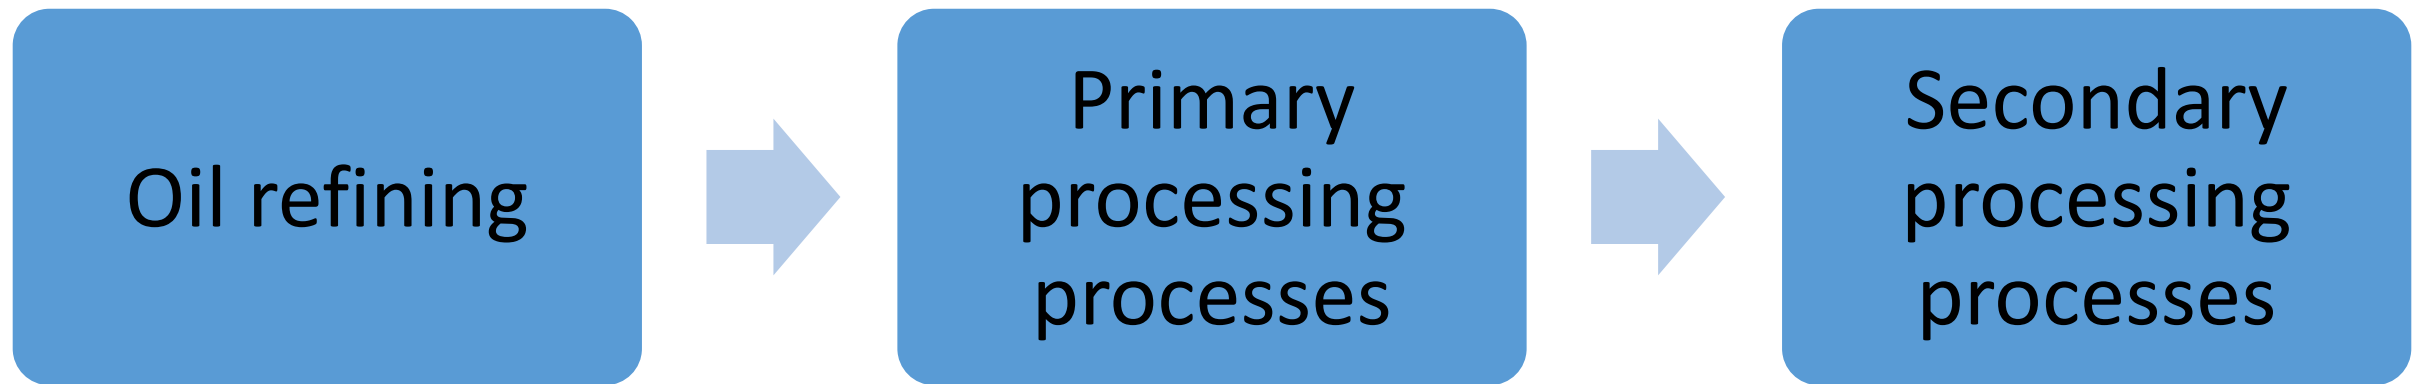 Oil refining
Primary
processing
processes
Secondary
processing
processes